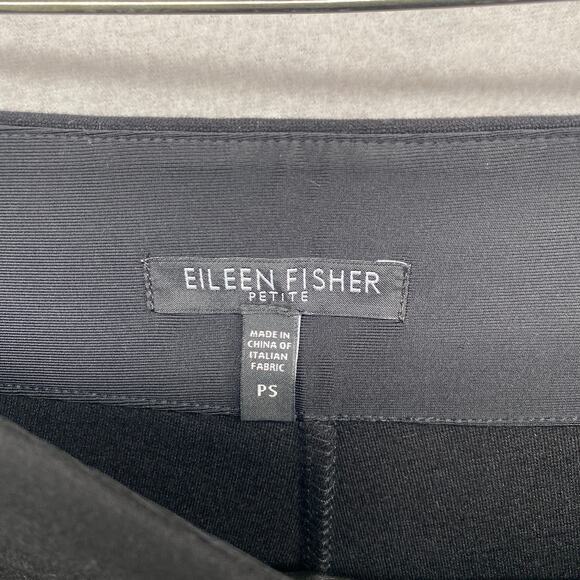 EILEEN FISHER
PETITE
MADE IN
CHINA OF
ITALIAN
FABRIC
PS